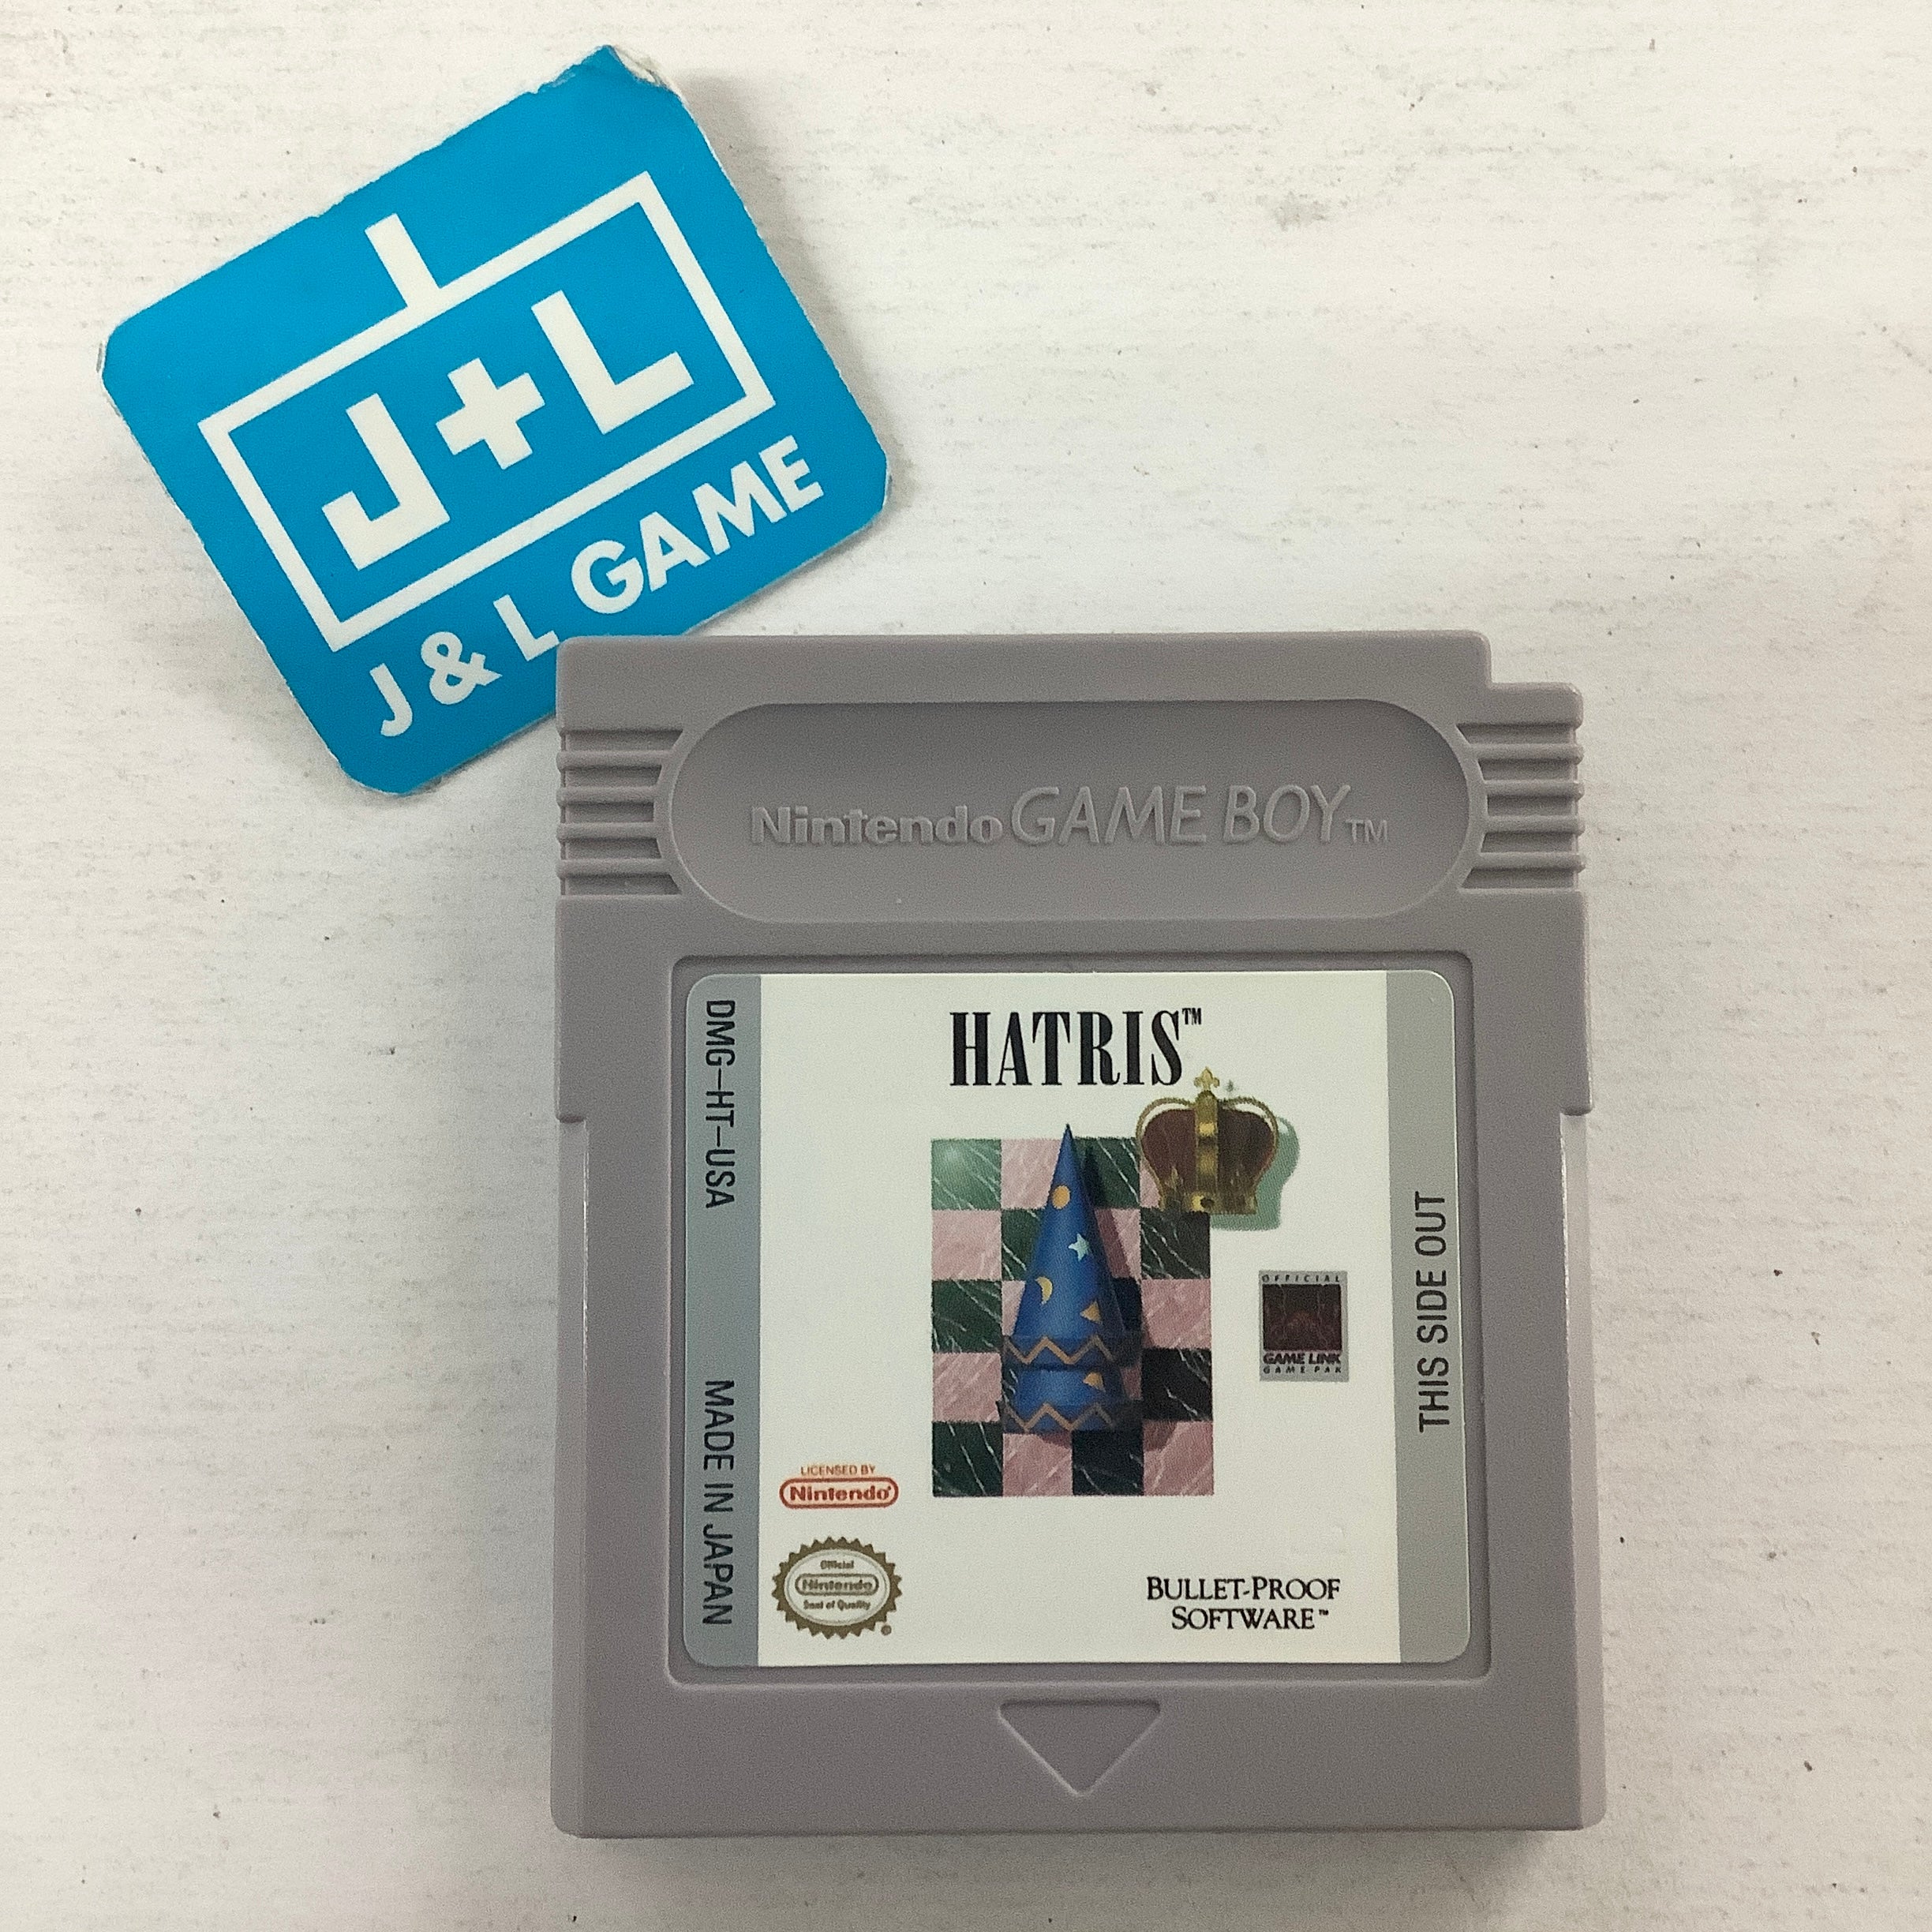 J+L
J & L GAME
Nintendo GAME BOY TM
HATRIS™
DMG-HT-USA
MADE IN JAPAN
THIS SIDE OUT
OFFICIAL
GAME LINK
GAME PAK
LICENSED BY
Nintendo®
Official
Nintendo
Seal of Quality
®
BULLET-PROOF
SOFTWARE™